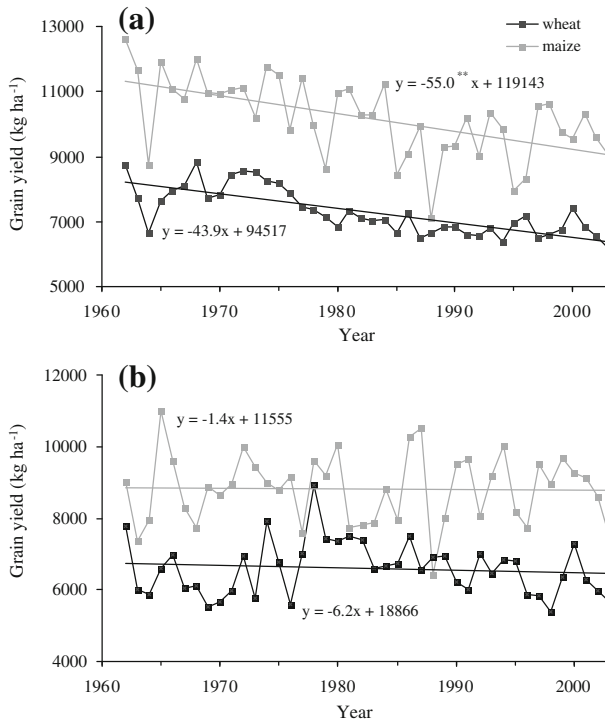 (a)
wheat
maize
13000
11000
9000
7000
5000
Grain yield (kg ha⁻¹)
y = -55.0 ** x + 119143
y = -43.9x + 94517
1960 1970 1980 1990 2000
Year
(b)
12000
10000
8000
6000
4000
Grain yield (kg ha⁻¹)
y = -1.4x + 11555
y = -6.2x + 18866
1960 1970 1980 1990 2000
Year